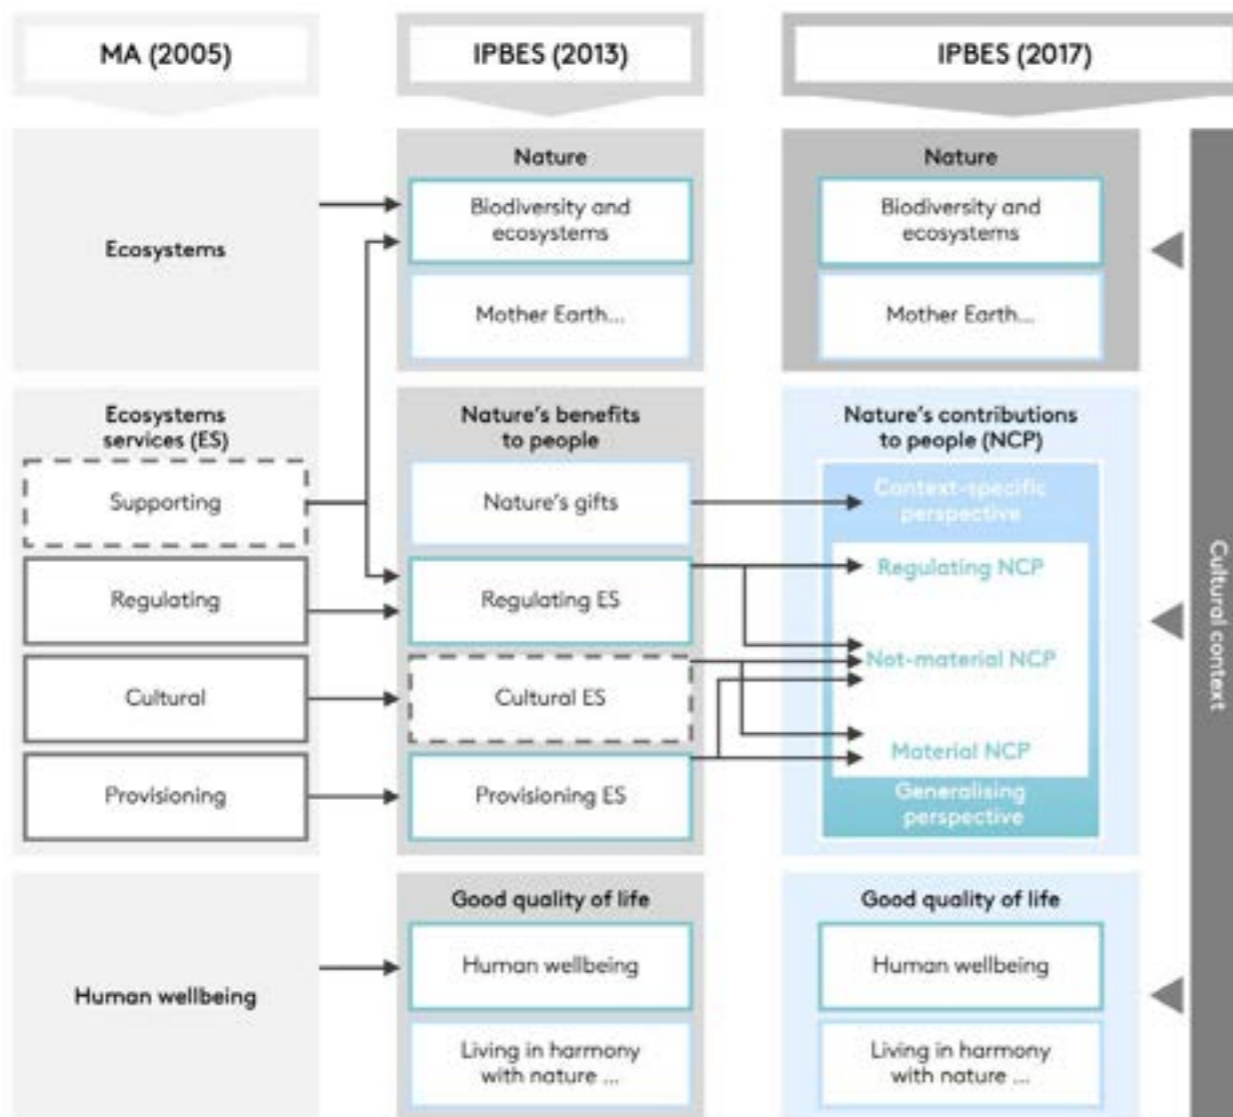 MA (2005)
IPBES (2013)
IPBES (2017)
Ecosystems
Nature
Biodiversity and
ecosystems
Mother Earth...
Nature
Biodiversity and
ecosystems
Mother Earth...
Ecosystems
services (ES)
Supporting
Regulating
Cultural
Provisioning
Nature's benefits
to people
Nature's gifts
Regulating ES
Cultural ES
Provisioning ES
Nature's contributions
to people (NCP)
Context-specific
perspective
Regulating NCP
Not-material NCP
Material NCP
Generalising
perspective
Human wellbeing
Good quality of life
Human wellbeing
Living in harmony
with nature ...
Good quality of life
Human wellbeing
Living in harmony
with nature ...
Cultural context